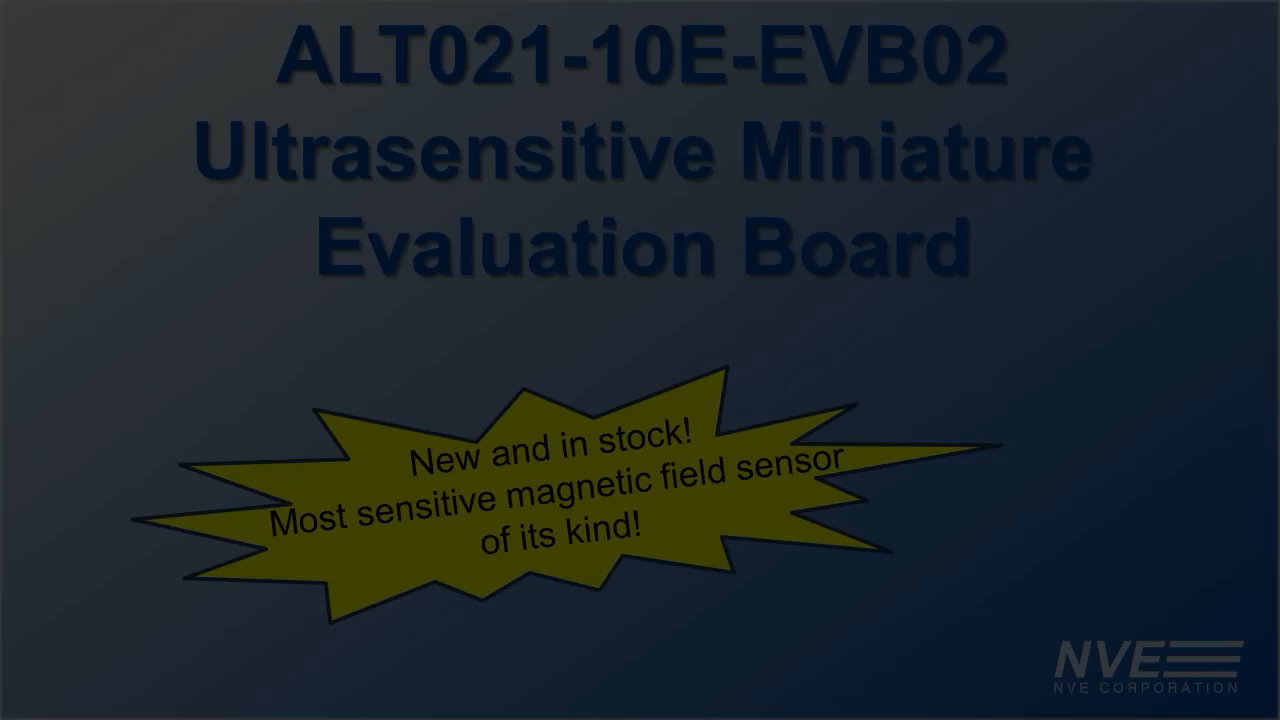 ALT021-10E-EVB02
Ultrasensitive Miniature
Evaluation Board
New and in stock!
Most sensitive magnetic field sensor
of its kind!
NVE
NVE CORPORATION